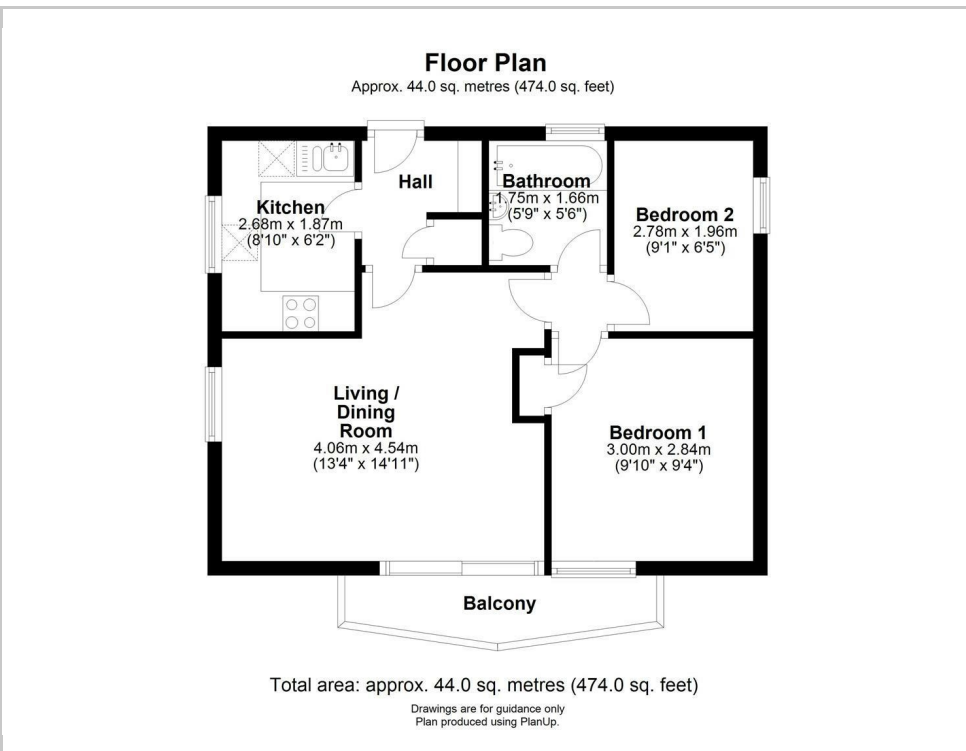 Floor Plan
Approx. 44.0 sq. metres (474.0 sq. feet)
Hall
Kitchen
2.68m x 1.87m
(8'10" x 6'2")
Bathroom
1.75m x 1.66m
(5'9" x 5'6")
Bedroom 2
2.78m x 1.96m
(9'1" x 6'5")
Living /
Dining
Room
4.06m x 4.54m
(13'4" x 14'11")
Bedroom 1
3.00m x 2.84m
(9'10" x 9'4")
Balcony
Total area: approx. 44.0 sq. metres (474.0 sq. feet)
Drawings are for guidance only
Plan produced using PlanUp.